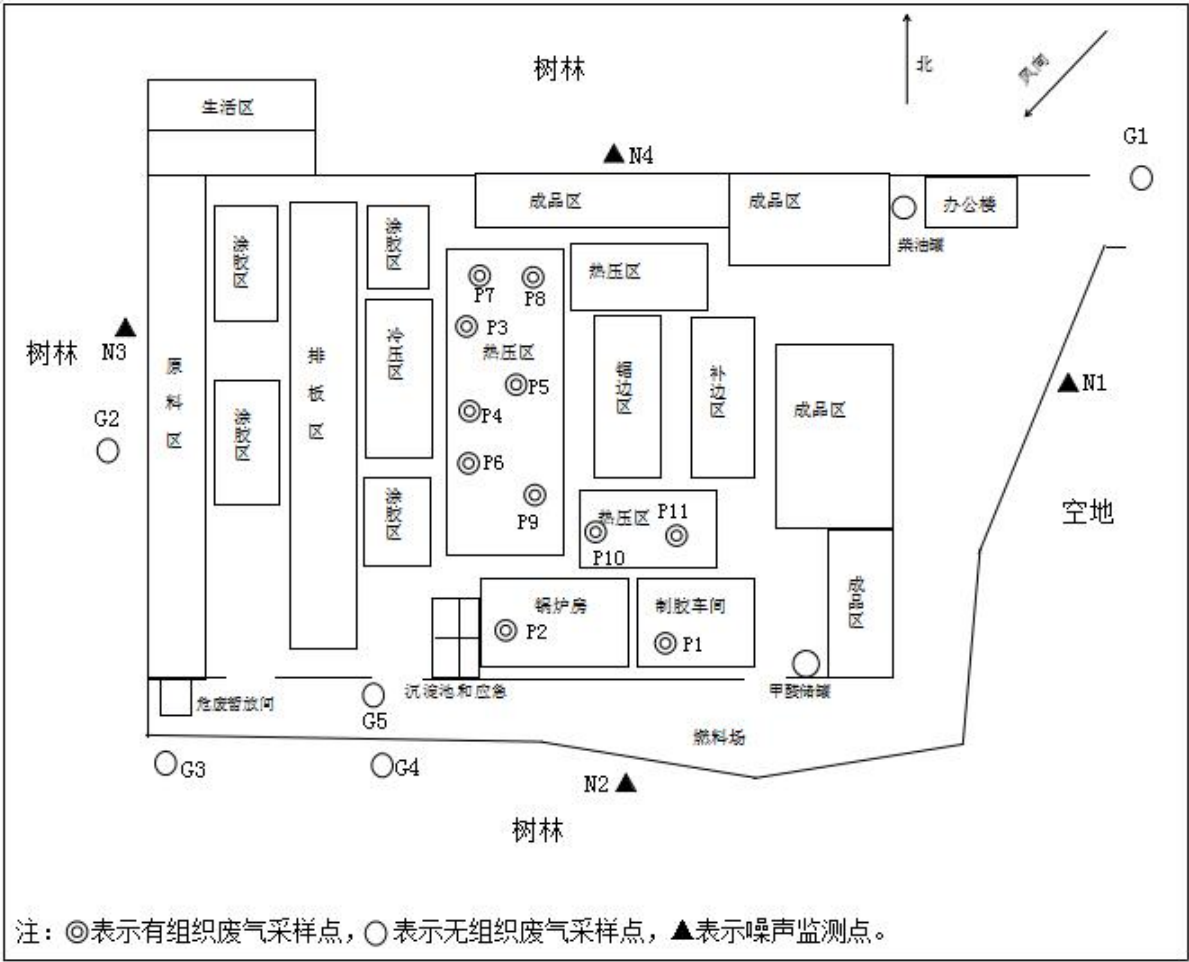 树林
北
风向
生活区
G1
N4
成品区
成品区
办公楼
柴油罐
涂胶区
涂胶区
热压区
P7
P8
P3
热压区
树林
N3
原料区
排板区
冷压区
P5
锯边区
补边区
N1
成品区
P4
G2
涂胶区
P6
涂胶区
P9
热压区
P11
P10
空地
锅炉房
P2
制胶车间
P1
成品区
危废暂放间
沉淀池和应急
甲醛储罐
G5
燃料场
G3
G4
N2
树林
注：◎表示有组织废气采样点，○表示无组织废气采样点，▲表示噪声监测点。